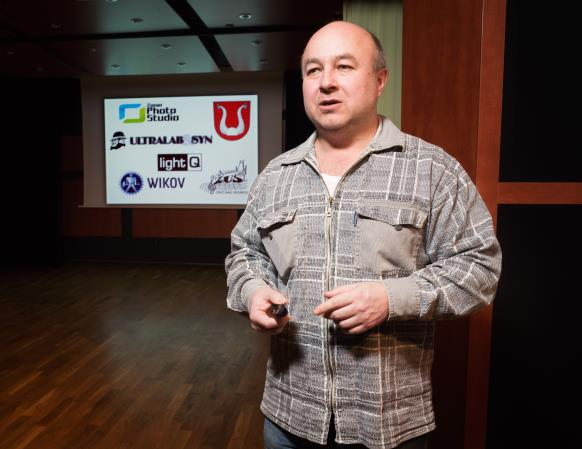 Zoner
Photo
Studio
ULTRALAB&SYN
light Q
WIKOV